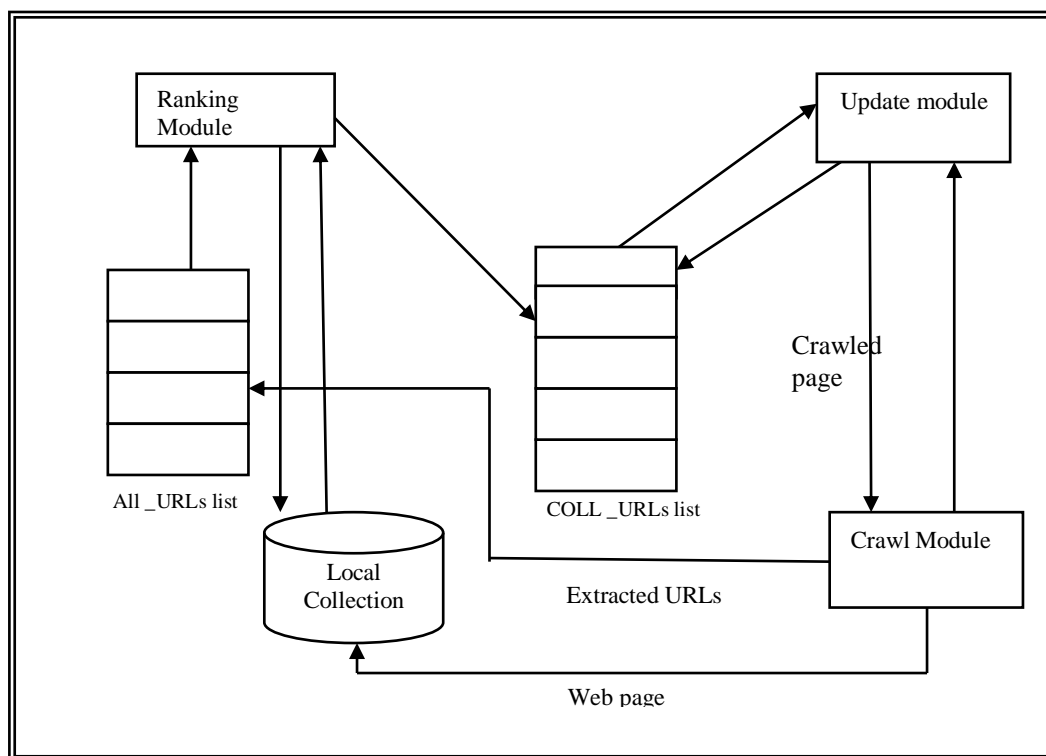 Ranking
Module
Update module
Crawled
page
All _URLs list
COLL _URLs list
Crawl Module
Local
Collection
Extracted URLs
Web page